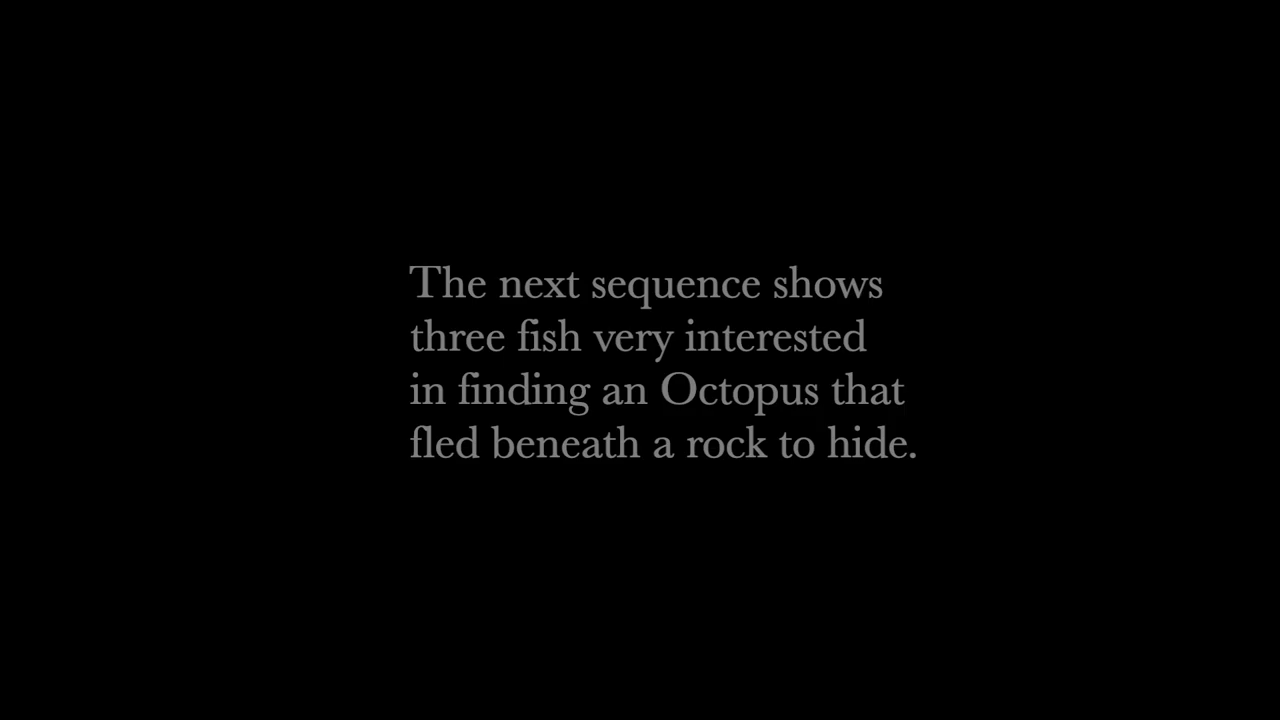 The next sequence shows
three fish very interested
in finding an Octopus that
fled beneath a rock to hide.